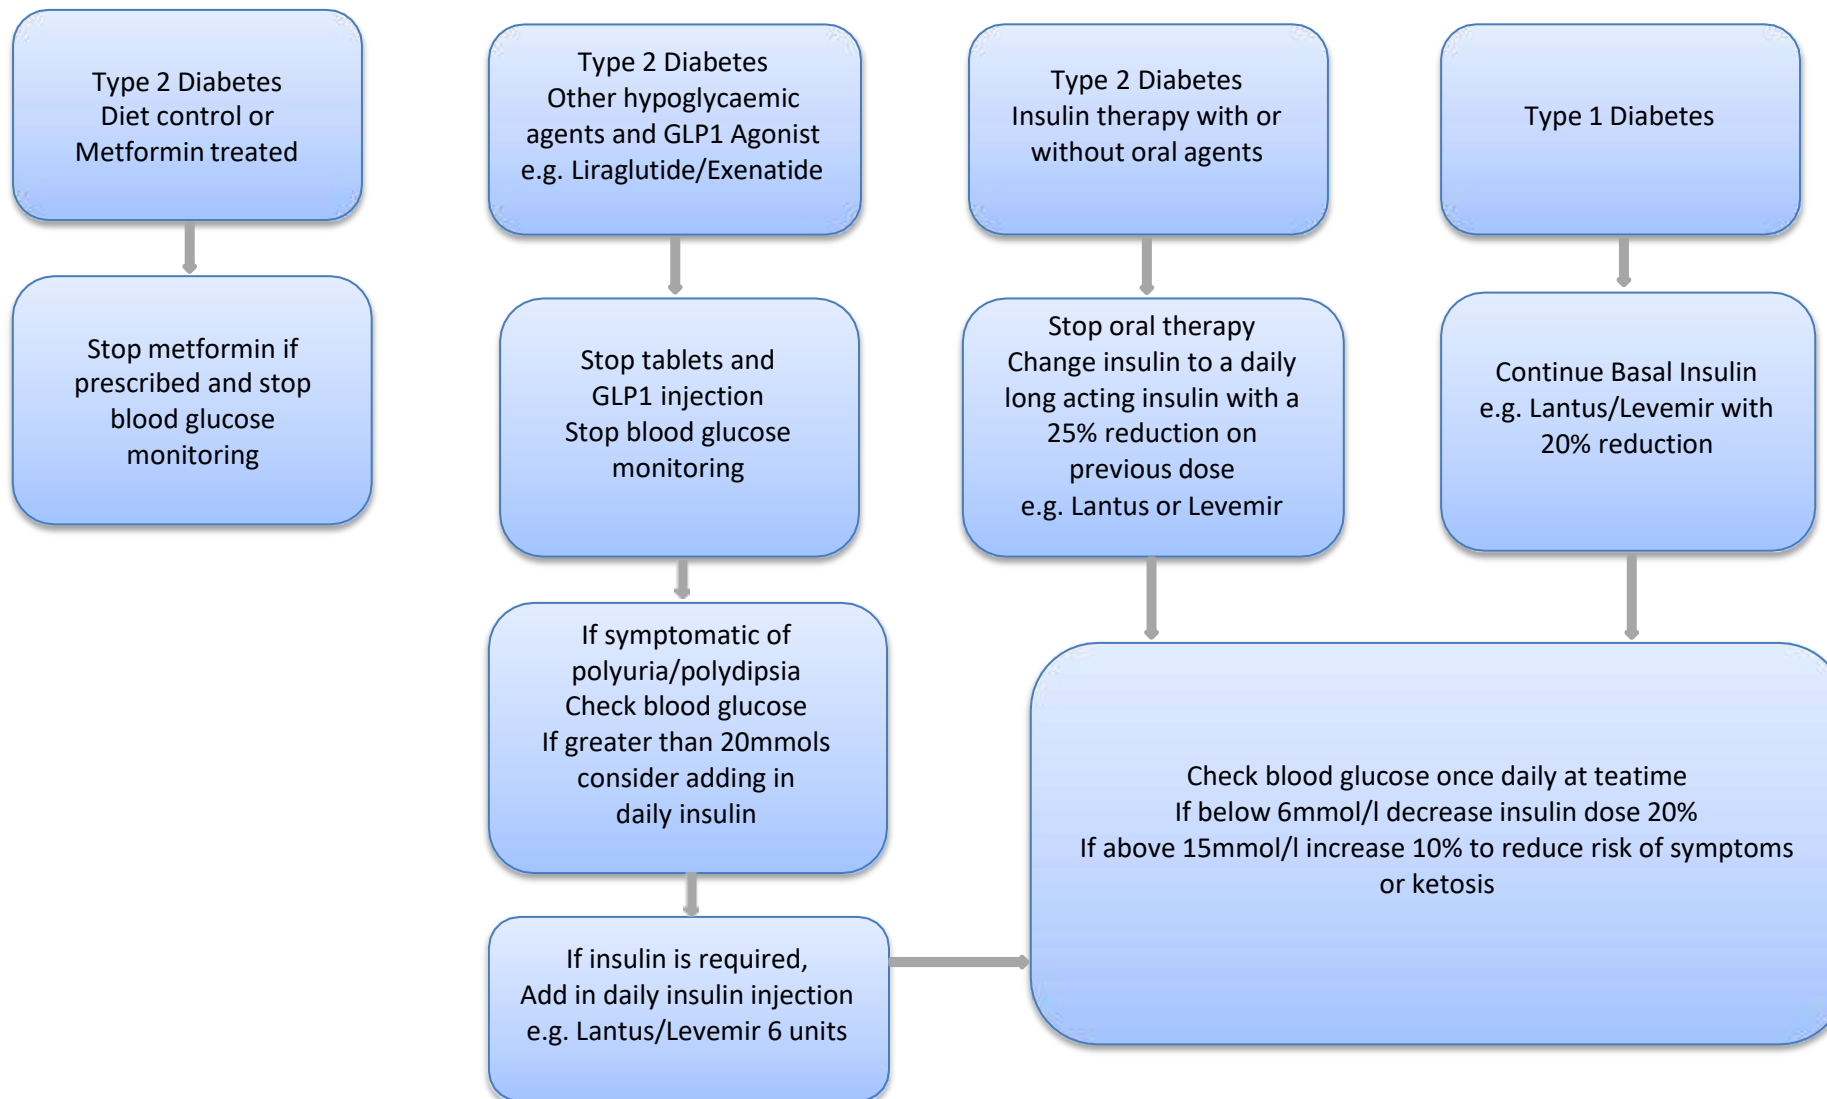 Type 2 Diabetes
Diet control or
Metformin treated
Type 2 Diabetes
Other hypoglycaemic
agents and GLP1 Agonist
e.g. Liraglutide/Exenatide
Type 2 Diabetes
Insulin therapy with or
without oral agents
Type 1 Diabetes
Stop metformin if
prescribed and stop
blood glucose
monitoring
Stop tablets and
GLP1 injection
Stop blood glucose
monitoring
Stop oral therapy
Change insulin to a daily
long acting insulin with a
25% reduction on
previous dose
e.g. Lantus or Levemir
Continue Basal Insulin
e.g. Lantus/Levemir with
20% reduction
If symptomatic of
polyuria/polydipsia
Check blood glucose
If greater than 20mmols
consider adding in
daily insulin
Check blood glucose once daily at teatime
If below 6mmol/l decrease insulin dose 20%
If above 15mmol/l increase 10% to reduce risk of symptoms
or ketosis
If insulin is required,
Add in daily insulin injection
e.g. Lantus/Levemir 6 units